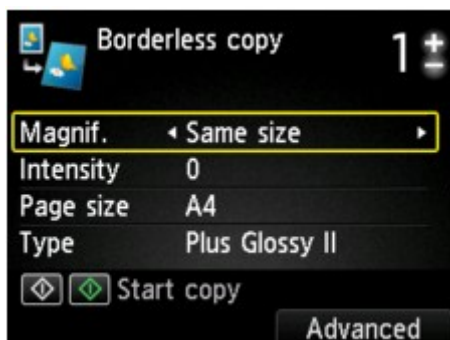 Borderless copy 1
Magnif. Same size
Intensity 0
Page size A4
Type Plus Glossy II
Start copy
Advanced